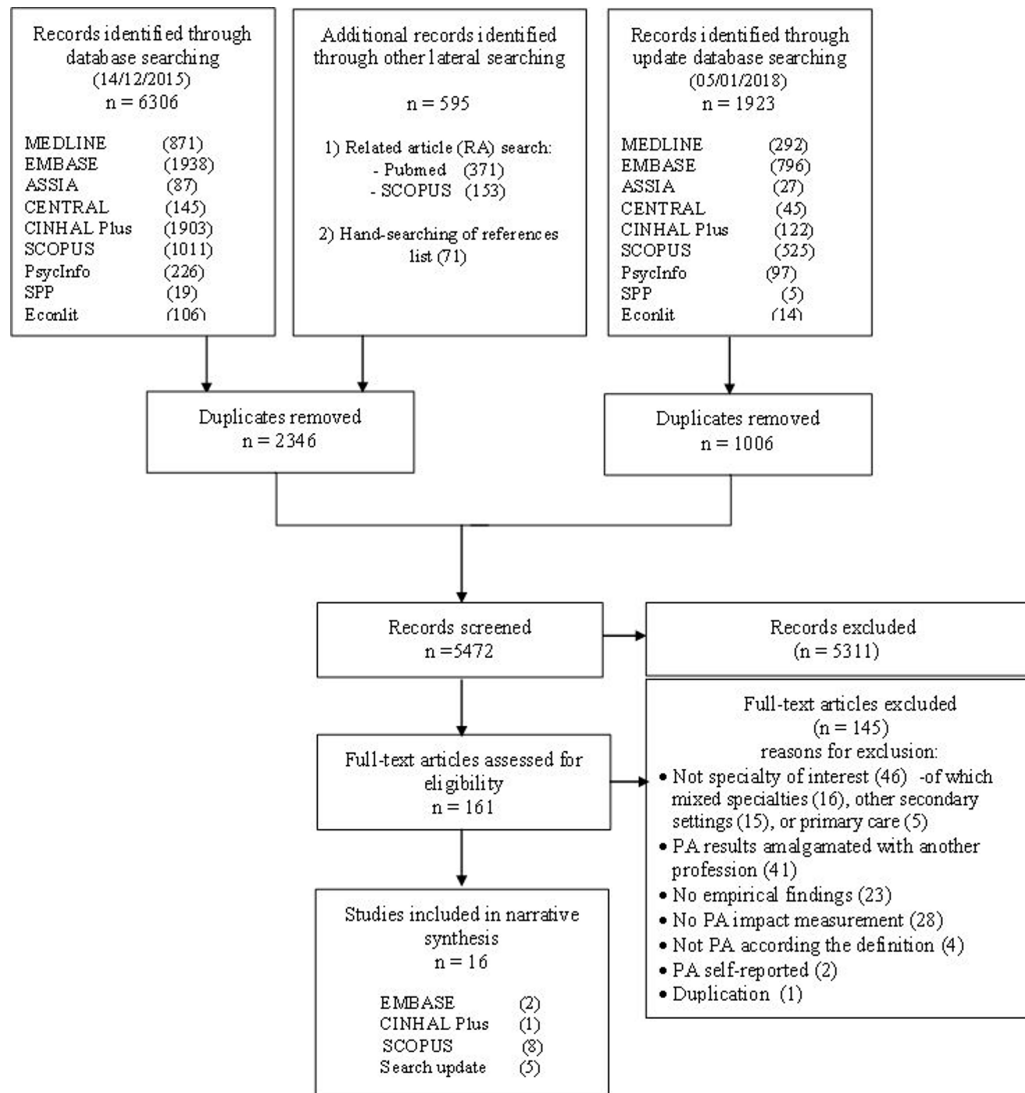 Records identified through
database searching
(14/12/2015)
n = 6306
MEDLINE (871)
EMBASE (1938)
ASSIA (87)
CENTRAL (145)
CINHAL Plus (1903)
SCOPUS (1011)
PsycInfo (226)
SPP (19)
Econlit (106)
Additional records identified
through other lateral searching
n = 595
1) Related article (RA) search:
- Pubmed (371)
- SCOPUS (153)
2) Hand-searching of references
list (71)
Records identified through
update database searching
(05/01/2018)
n = 1923
MEDLINE (292)
EMBASE (796)
ASSIA (27)
CENTRAL (45)
CINHAL Plus (122)
SCOPUS (525)
PsycInfo (97)
SPP (5)
Econlit (14)
Duplicates removed
n = 2346
Duplicates removed
n = 1006
Records screened
n =5472
Records excluded
(n = 5311)
Full-text articles assessed for
eligibility
n = 161
Full-text articles excluded
(n = 145)
reasons for exclusion:
• Not specialty of interest (46) -of which
mixed specialties (16), other secondary
settings (15), or primary care (5)
• PA results amalgamated with another
profession (41)
• No empirical findings (23)
• No PA impact measurement (28)
• Not PA according the definition (4)
• PA self-reported (2)
• Duplication (1)
Studies included in narrative
synthesis
n = 16
EMBASE (2)
CINHAL Plus (1)
SCOPUS (8)
Search update (5)